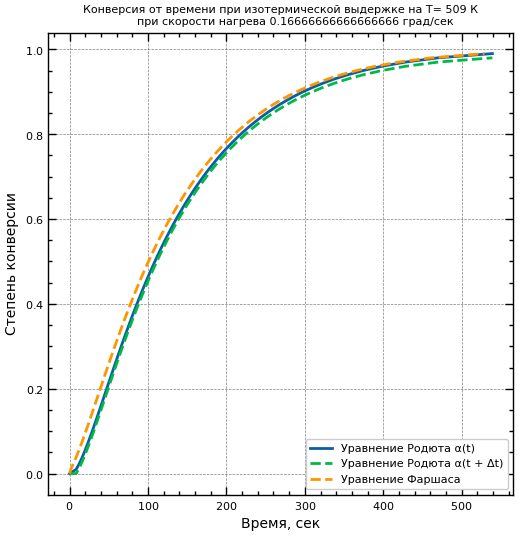 Конверсия от времени при изотермической выдержке на T= 509 K
при скорости нагрева 0.16666666666666666 град/сек
1.0
0.8
0.6
0.4
0.2
0.0
Степень конверсии
0 100 200 300 400 500
Время, сек
Уравнение Родюта α(t)
Уравнение Родюта α(t + Δt)
Уравнение Фаршаса